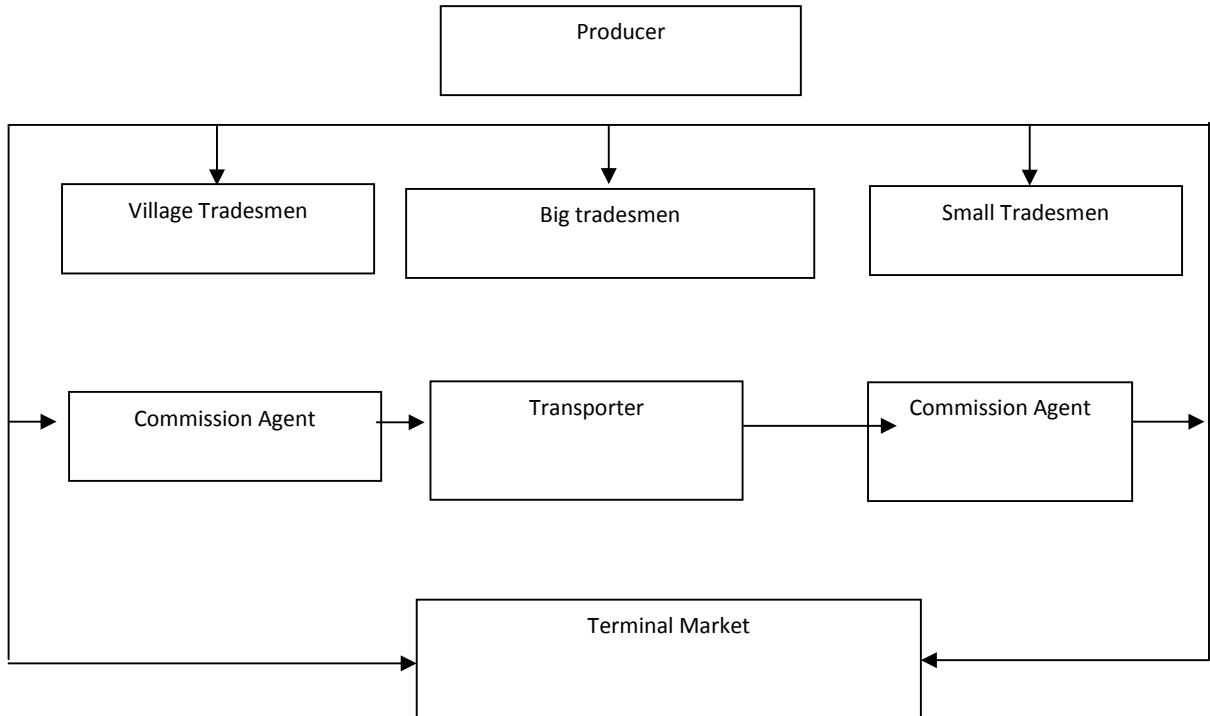 Producer
Village Tradesmen
Big tradesmen
Small Tradesmen
Commission Agent
Transporter
Commission Agent
Terminal Market